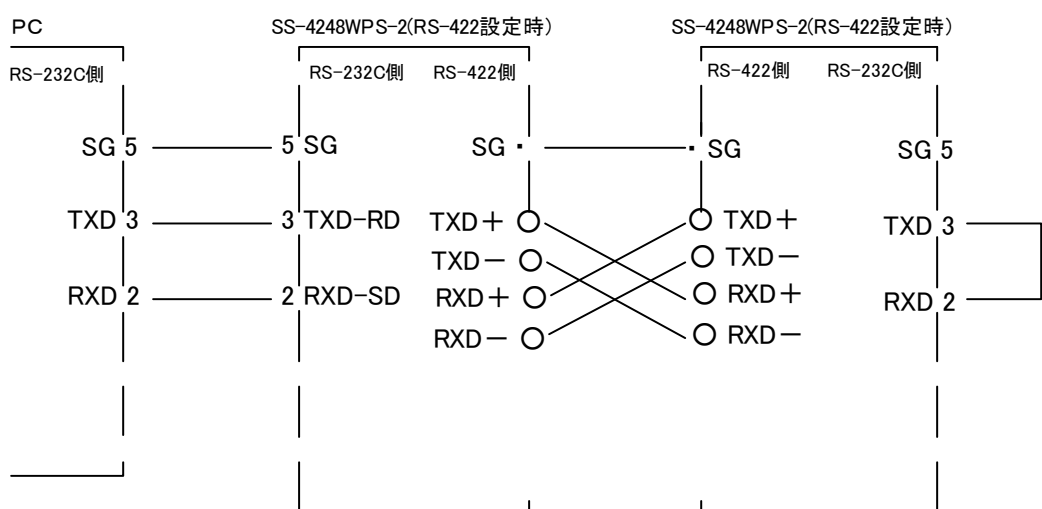 PC SS-4248WPS-2(RS-422設定時) SS-4248WPS-2(RS-422設定時)
RS-232C側 RS-232C側 RS-422側 RS-422側 RS-232C側
SG 5 5 SG SG SG SG 5
TXD 3 3 TXD-RD TXD+ TXD+ TXD 3
TXD- TXD-
RXD 2 2 RXD-SD RXD+ RXD+ RXD 2
RXD- RXD-